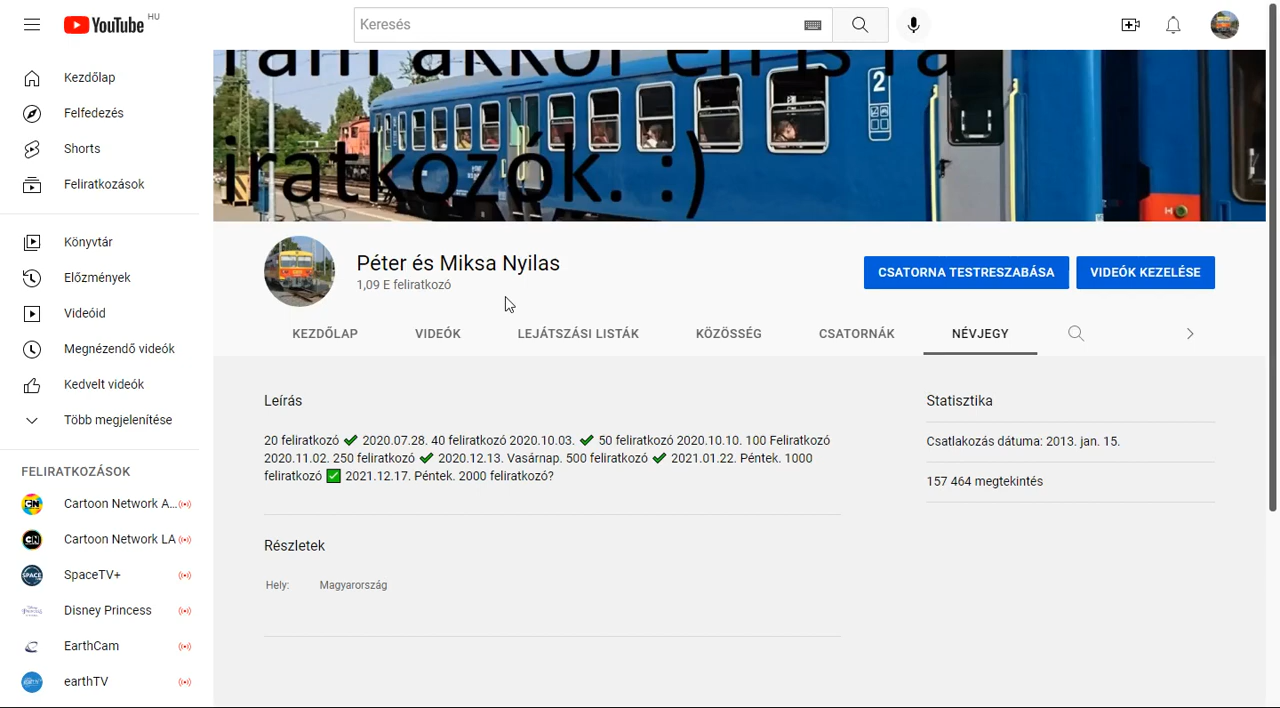 YouTube HU
Keresés
Kezdőlap
Felfedezés
Shorts
Feliratkozások
Könyvtár
Előzmények
Videóid
Megnézendő videók
Kedvelt videók
Több megjelenítése
FELIRATKOZÁSOK
Cartoon Network A...
Cartoon Network LA
SpaceTV+
Disney Princess
EarthCam
earthTV
2
iratkozók. :)
Péter és Miksa Nyilas
1,09 E feliratkozó
CSATORNA TESTRESZABÁSA
VIDEÓK KEZELÉSE
KEZDŐLAP
VIDEÓK
LEJÁTSZÁSI LISTÁK
KÖZÖSSÉG
CSATORNÁK
NÉVJEGY
Leírás
20 feliratkozó ✔ 2020.07.28. 40 feliratkozó 2020.10.03. ✔ 50 feliratkozó 2020.10.10. 100 Feliratkozó
2020.11.02. 250 feliratkozó ✔ 2020.12.13. Vasárnap. 500 feliratkozó ✔ 2021.01.22. Péntek. 1000
feliratkozó ✅ 2021.12.17. Péntek. 2000 feliratkozó?
Részletek
Hely: Magyarország
Statisztika
Csatlakozás dátuma: 2013. jan. 15.
157 464 megtekintés